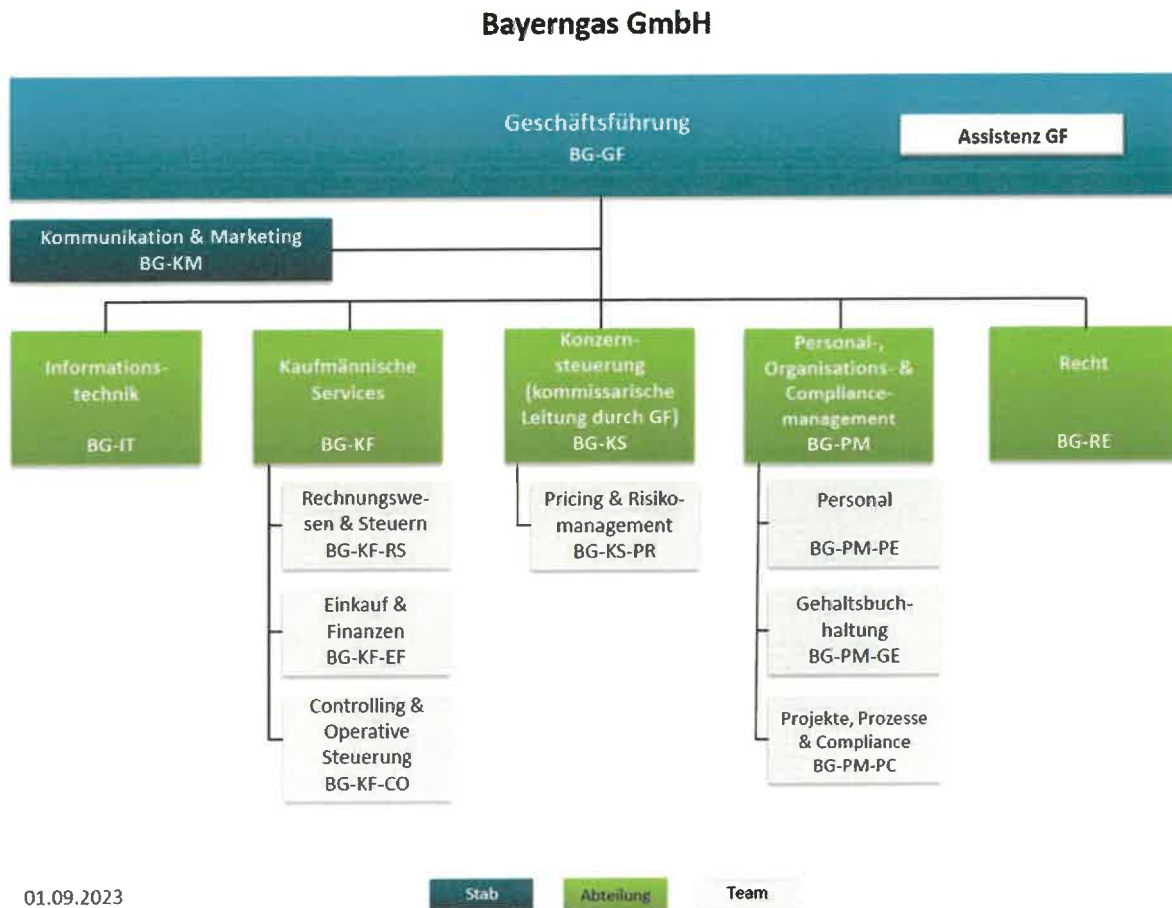 Bayerngas GmbH
Geschäftsführung
BG-GF
Assistenz GF
Kommunikation & Marketing
BG-KM
Informations-
technik
BG-IT
Kaufmännische
Services
BG-KF
Konzern-
steuerung
(kommissarische
Leitung durch GF)
BG-KS
Personal-,
Organisations- &
Compliance-
management
BG-PM
Recht
BG-RE
Rechnungswe-
sen & Steuern
BG-KF-RS
Einkauf &
Finanzen
BG-KF-EF
Controlling &
Operative
Steuerung
BG-KF-CO
Pricing & Risiko-
management
BG-KS-PR
Personal
BG-PM-PE
Gehaltsbuch-
haltung
BG-PM-GE
Projekte, Prozesse
& Compliance
BG-PM-PC
01.09.2023
Stab
Abteilung
Team